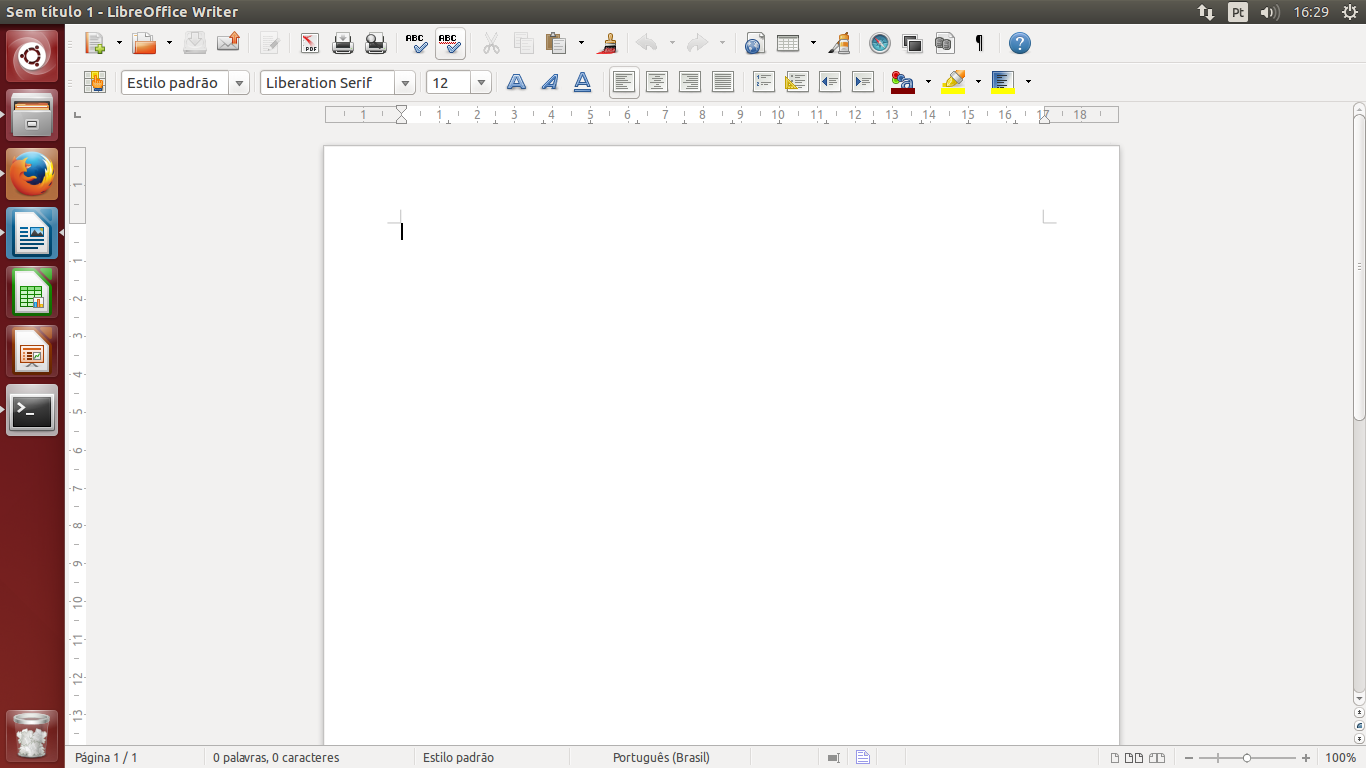 Sem título 1 - LibreOffice Writer
Pt
16:29
PDF
ABC
ABC
Estilo padrão
Liberation Serif
12
A
A
A
a
1 1 2 3 4 5 6 7 8 9 10 11 12 13 14 15 16 17 18
1
1
2
3
4
5
6
7
8
9
10
11
12
13
Página 1 / 1
0 palavras, 0 caracteres
Estilo padrão
Português (Brasil)
100%